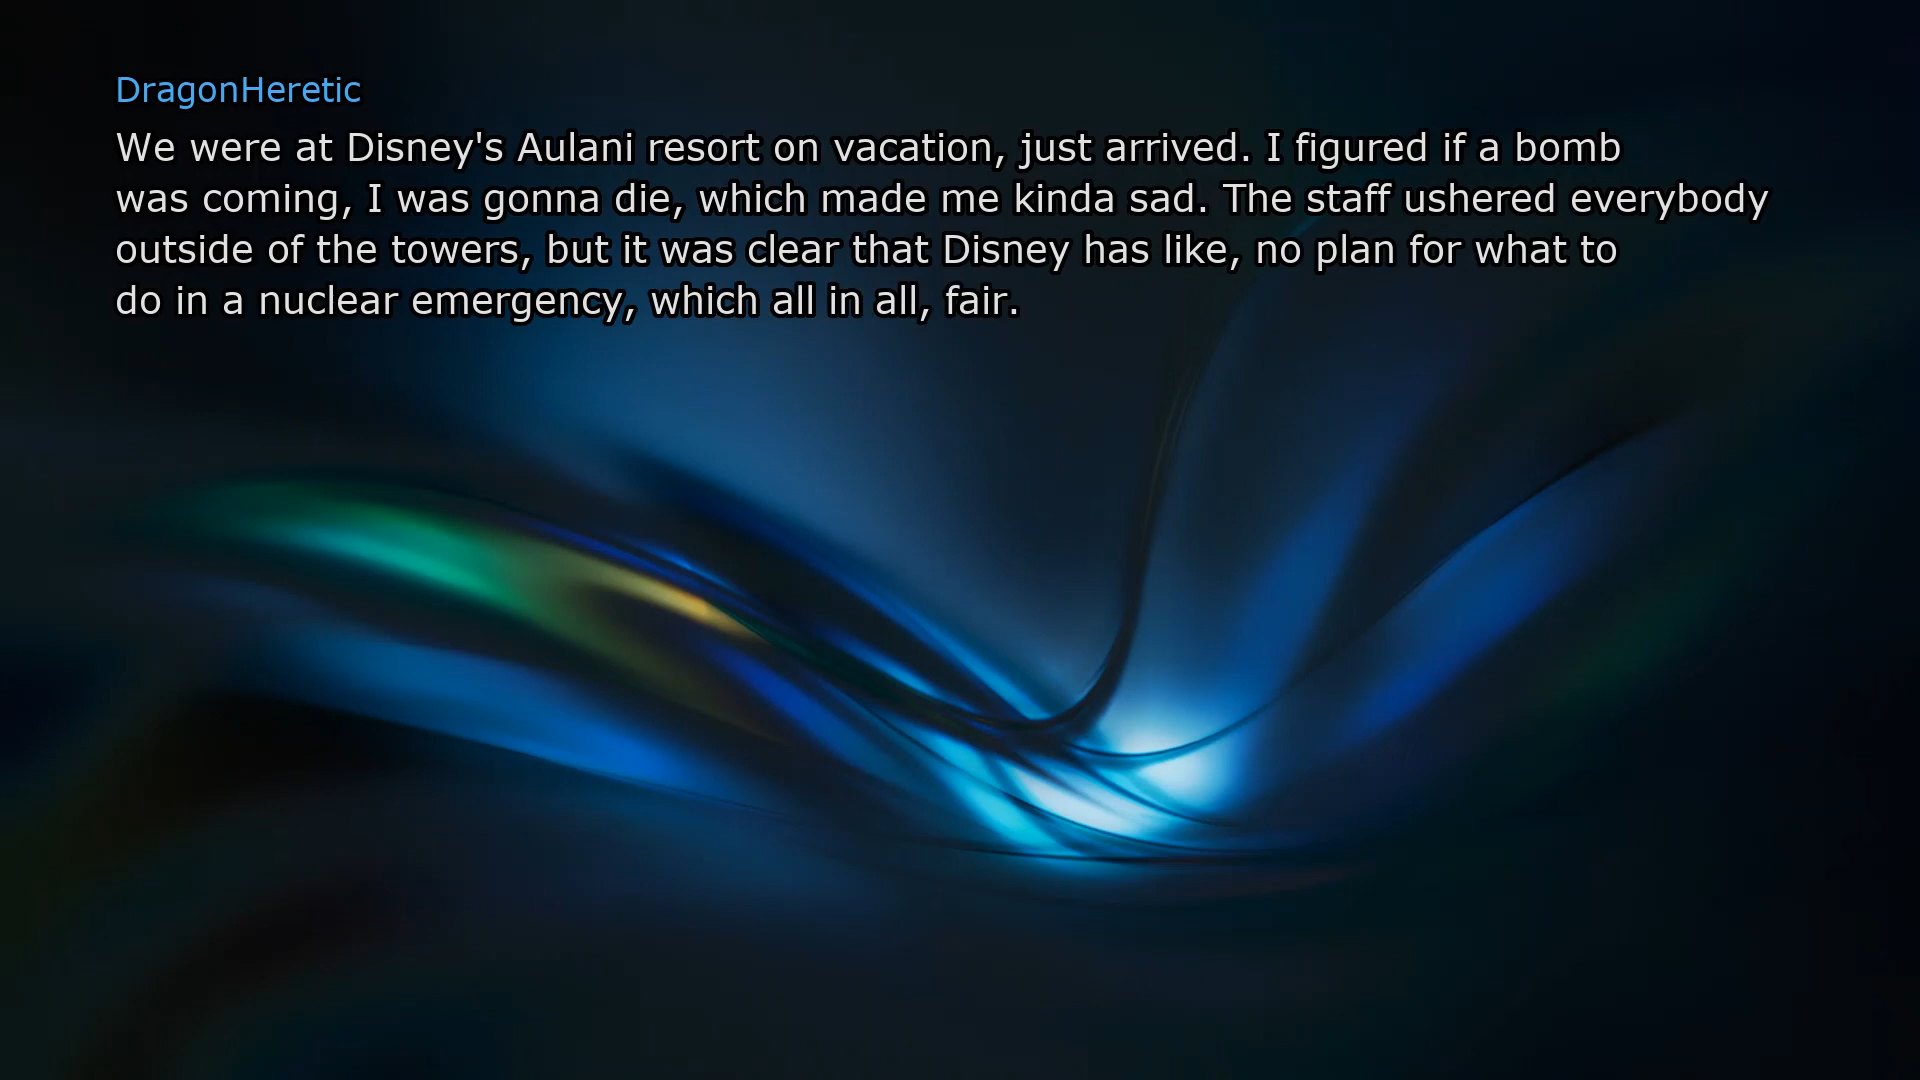 DragonHeretic
We were at Disney's Aulani resort on vacation, just arrived. I figured if a bomb
was coming, I was gonna die, which made me kinda sad. The staff ushered everybody
outside of the towers, but it was clear that Disney has like, no plan for what to
do in a nuclear emergency, which all in all, fair.